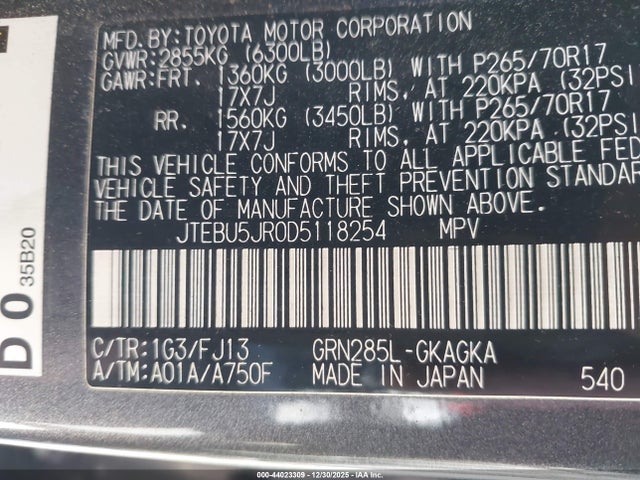 MFD.BY:TOYOTA MOTOR CORPORATION
GVWR:2855KG (6300LB)
GAWR:FRT. 1360KG (3000LB) WITH P265/70R17
17X7J RIMS, AT 220KPA (32PSI
RR. 1560KG (3450LB) WITH P265/70R17
17X7J RIMS, AT 220KPA (32PSI
THIS VEHICLE CONFORMS TO ALL APPLICABLE FED
VEHICLE SAFETY AND THEFT PREVENTION STANDAR
THE DATE OF MANUFACTURE SHOWN ABOVE.
JTEBU5JR0D5118254 MPV
C/TR:1G3/FJ13 GRN285L-GKAGKA
A/TM:A01A/A750F MADE IN JAPAN 540
D 0 35B20
000-44023309 - 12/30/2025 - IAA Inc.